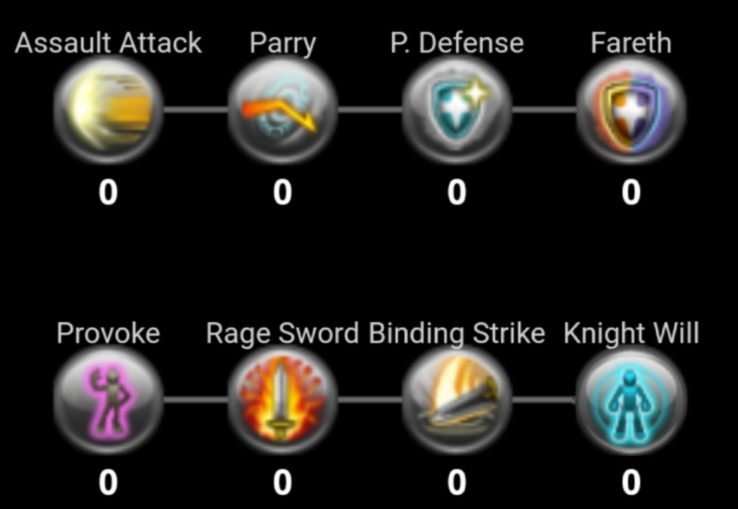 Assault Attack Parry P. Defense Fareth
0 0 0 0
Provoke Rage Sword Binding Strike Knight Will
0 0 0 0